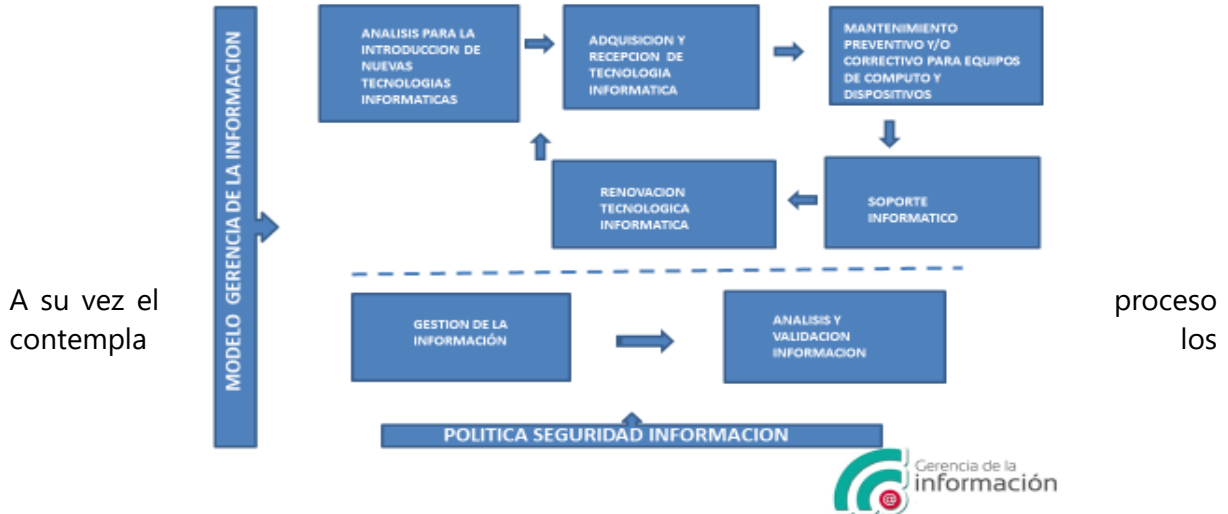 MODELO GERENCIA DE LA INFORMACION
ANALISIS PARA LA
INTRODUCCION DE
NUEVAS
TECNOLOGIAS
INFORMATICAS
ADQUISICION Y
RECEPCION DE
TECNOLOGIA
INFORMATICA
MANTENIMIENTO
PREVENTIVO Y/O
CORRECTIVO PARA EQUIPOS
DE COMPUTO Y
DISPOSITIVOS
SOPORTE
INFORMATICO
RENOVACION
TECNOLOGICA
INFORMATICA
GESTION DE LA
INFORMACIÓN
ANALISIS Y
VALIDACION
INFORMACION
POLITICA SEGURIDAD INFORMACION
Gerencia de la
información
@
A su vez el proceso
contempla los